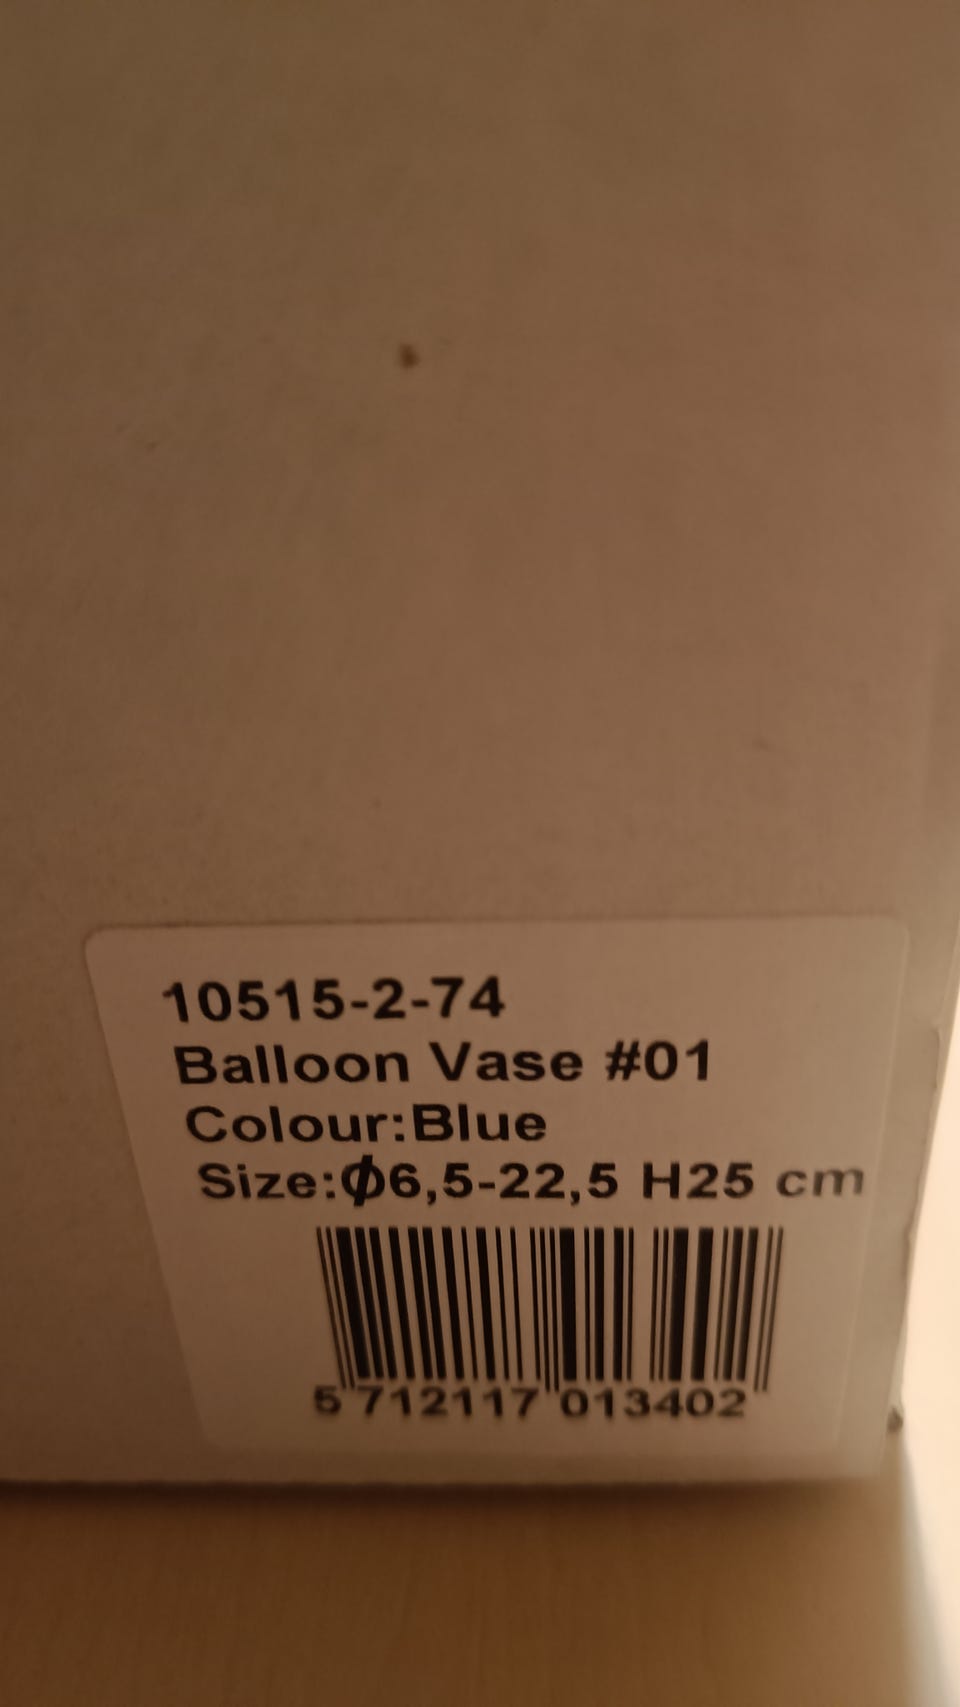 10515-2-74
Balloon Vase #01
Colour:Blue
Size:Φ6,5-22,5 H25 cm
5 712117 013402